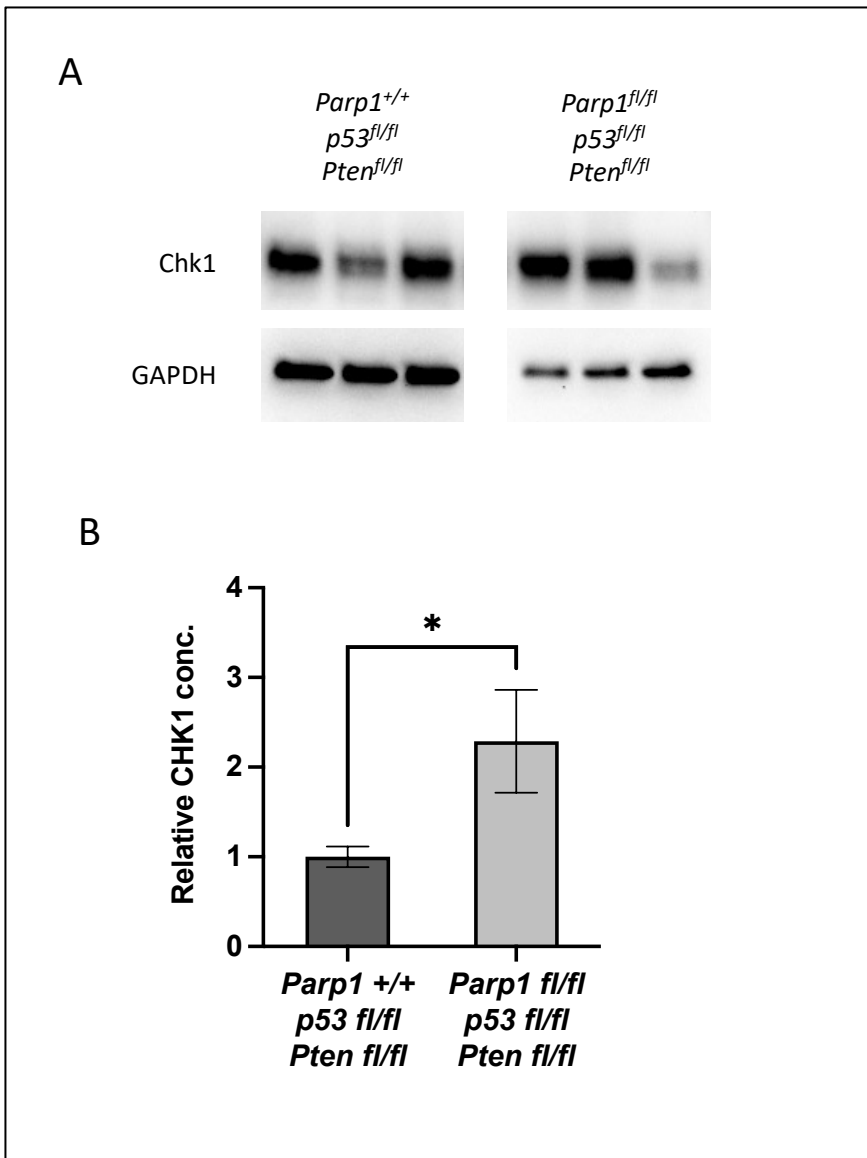 A
Parp1+/+ Parp1fl/fl
p53fl/fl p53fl/fl
Ptenfl/fl Ptenfl/fl
Chk1
GAPDH
B
4
*
3
2
1
0
Relative CHK1 conc.
Parp1 +/+ Parp1 fl/fl
p53 fl/fl p53 fl/fl
Pten fl/fl Pten fl/fl